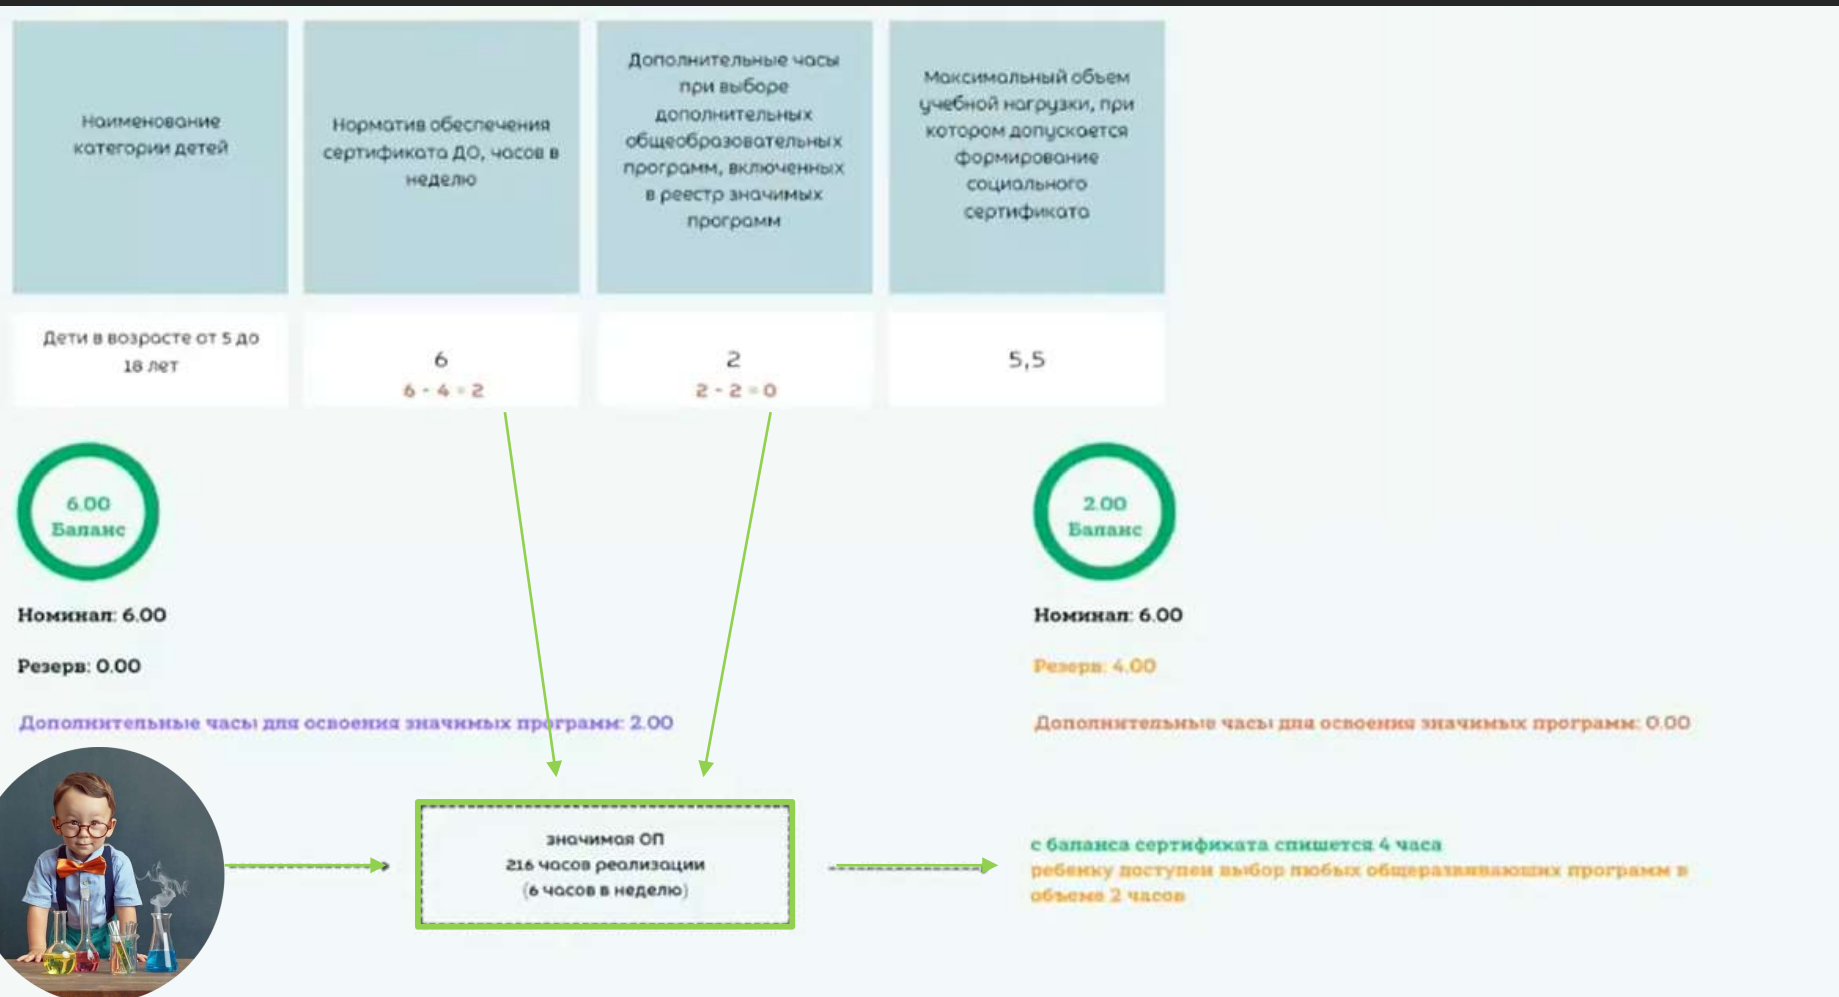 Наименование
категории детей
Норматив обеспечения
сертификата ДО, часов в
неделю
Дополнительные часы
при выборе
дополнительных
общеобразовательных
программ, включенных
в реестр значимых
программ
Максимальный объем
учебной нагрузки, при
котором допускается
формирование
социального
сертификата
Дети в возрасте от 5 до
18 лет
6
6 - 4 = 2
2
2 - 2 = 0
5,5
6.00
Баланс
Номинал: 6.00
Резерв: 0.00
Дополнительные часы для освоения значимых программ: 2.00
2.00
Баланс
Номинал: 6.00
Резерв: 4.00
Дополнительные часы для освоения значимых программ: 0.00
значимая ОП
216 часов реализации
(6 часов в неделю)
с баланса сертификата спишется 4 часа
ребенку доступен выбор любых общеразвивающих программ в
объеме 2 часов